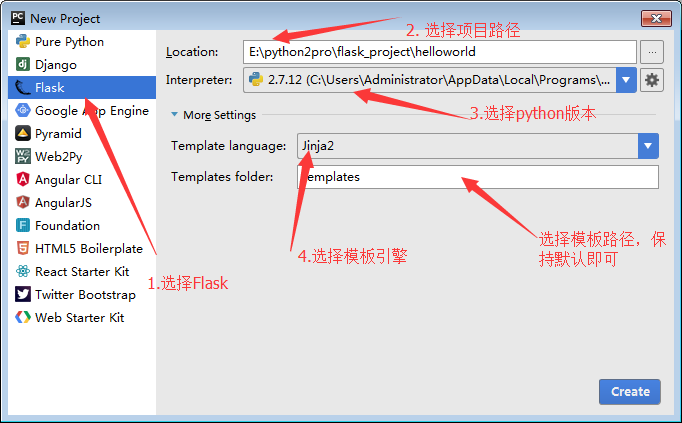 PC New Project
Pure Python
dj Django
Flask
Google App Engine
Pyramid
W2 PY Web2Py
Angular CLI
AngularJS
F Foundation
HTML5 Boilerplate
React Starter Kit
Twitter Bootstrap
Web Starter Kit
1.选择Flask
2. 选择项目路径
Location: E:\python2pro\flask_project\helloworld ...
Interpreter: 2.7.12 (C:\Users\Administrator\AppData\Local\Programs\...
3.选择python版本
More Settings
Template language: Jinja2
Templates folder: templates
4.选择模板引擎
选择模板路径，保
持默认即可
Create